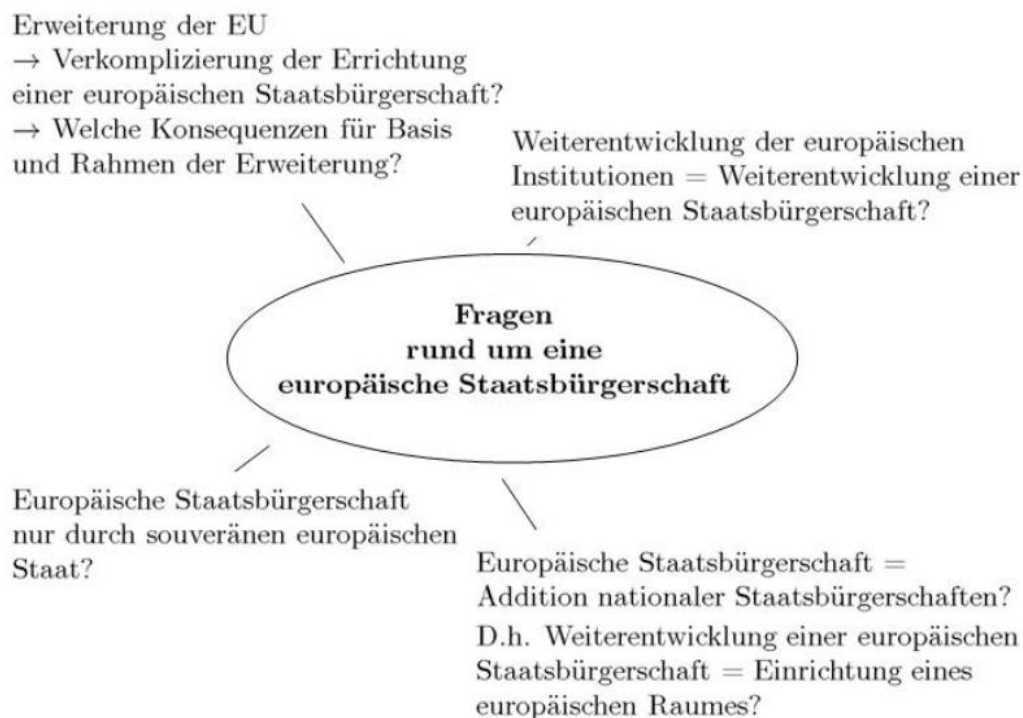 Erweiterung der EU
→ Verkomplizierung der Errichtung
einer europäischen Staatsbürgerschaft?
→ Welche Konsequenzen für Basis
und Rahmen der Erweiterung?
Weiterentwicklung der europäischen
Institutionen = Weiterentwicklung einer
europäischen Staatsbürgerschaft?
Fragen
rund um eine
europäische Staatsbürgerschaft
Europäische Staatsbürgerschaft
nur durch souveränen europäischen
Staat?
Europäische Staatsbürgerschaft =
Addition nationaler Staatsbürgerschaften?
D.h. Weiterentwicklung einer europäischen
Staatsbürgerschaft = Einrichtung eines
europäischen Raumes?